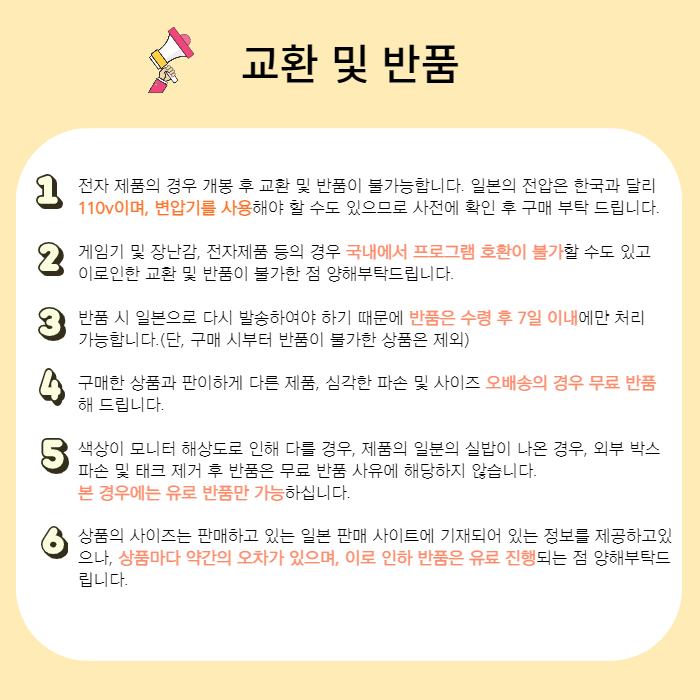 교환 및 반품
1 전자 제품의 경우 개봉 후 교환 및 반품이 불가능합니다. 일본의 전압은 한국과 달리
110v이며, 변압기를 사용해야 할 수도 있으므로 사전에 확인 후 구매 부탁 드립니다.
2 게임기 및 장난감, 전자제품 등의 경우 국내에서 프로그램 호환이 불가할 수도 있고
이로인한 교환 및 반품이 불가한 점 양해부탁드립니다.
3 반품 시 일본으로 다시 발송하여야 하기 때문에 반품은 수령 후 7일 이내에만 처리
가능합니다.(단, 구매 시부터 반품이 불가한 상품은 제외)
4 구매한 상품과 판이하게 다른 제품, 심각한 파손 및 사이즈 오배송의 경우 무료 반품
해 드립니다.
5 색상이 모니터 해상도로 인해 다를 경우, 제품의 일분의 실밥이 나온 경우, 외부 박스
파손 및 태크 제거 후 반품은 무료 반품 사유에 해당하지 않습니다.
본 경우에는 유로 반품만 가능하십니다.
6 상품의 사이즈는 판매하고 있는 일본 판매 사이트에 기재되어 있는 정보를 제공하고있
으나, 상품마다 약간의 오차가 있으며, 이로 인하 반품은 유료 진행되는 점 양해부탁드
립니다.